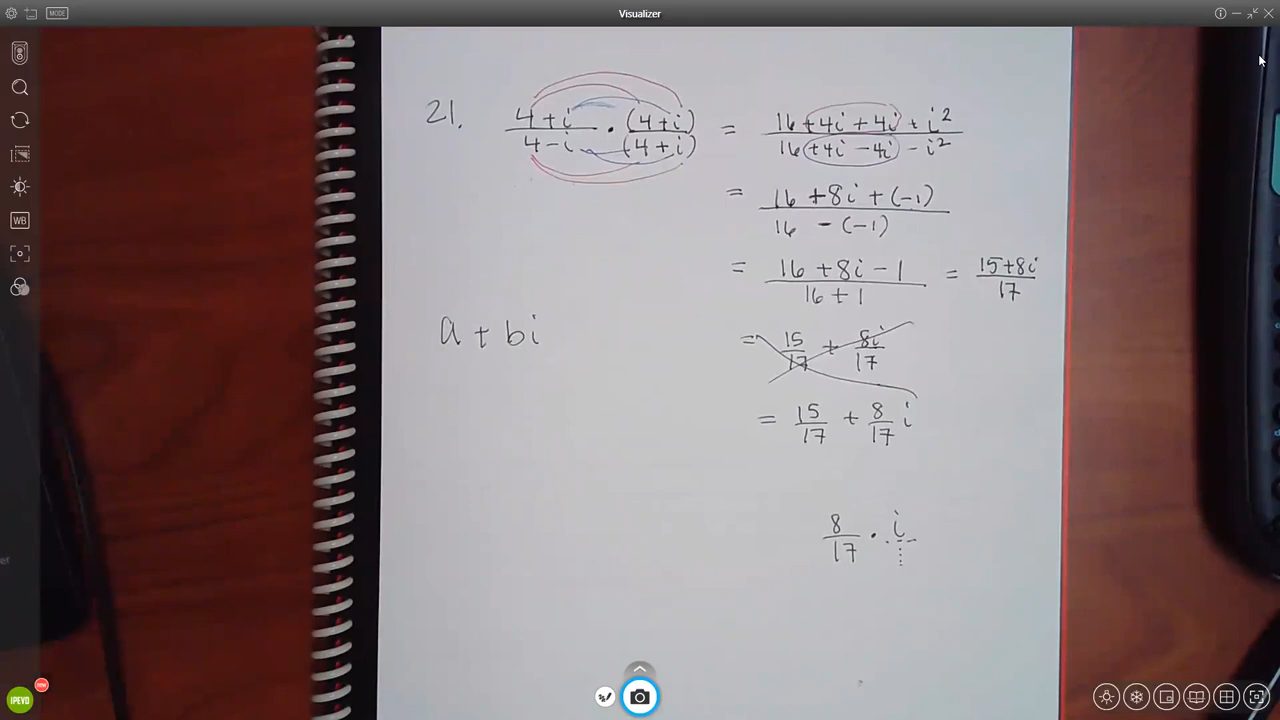 Visualizer
MODE
21. 4+i/4-i · (4+i)/(4+i) = 16+4i+4i+i²/16+4i-4i-i²
= 16+8i+(-1)/16-(-1)
= 16+8i-1/16+1 = 15+8i/17
a+bi
= 15/17 + 8i/17
= 15/17 + 8/17 i
8/17 · i
WB
IPEVO
new